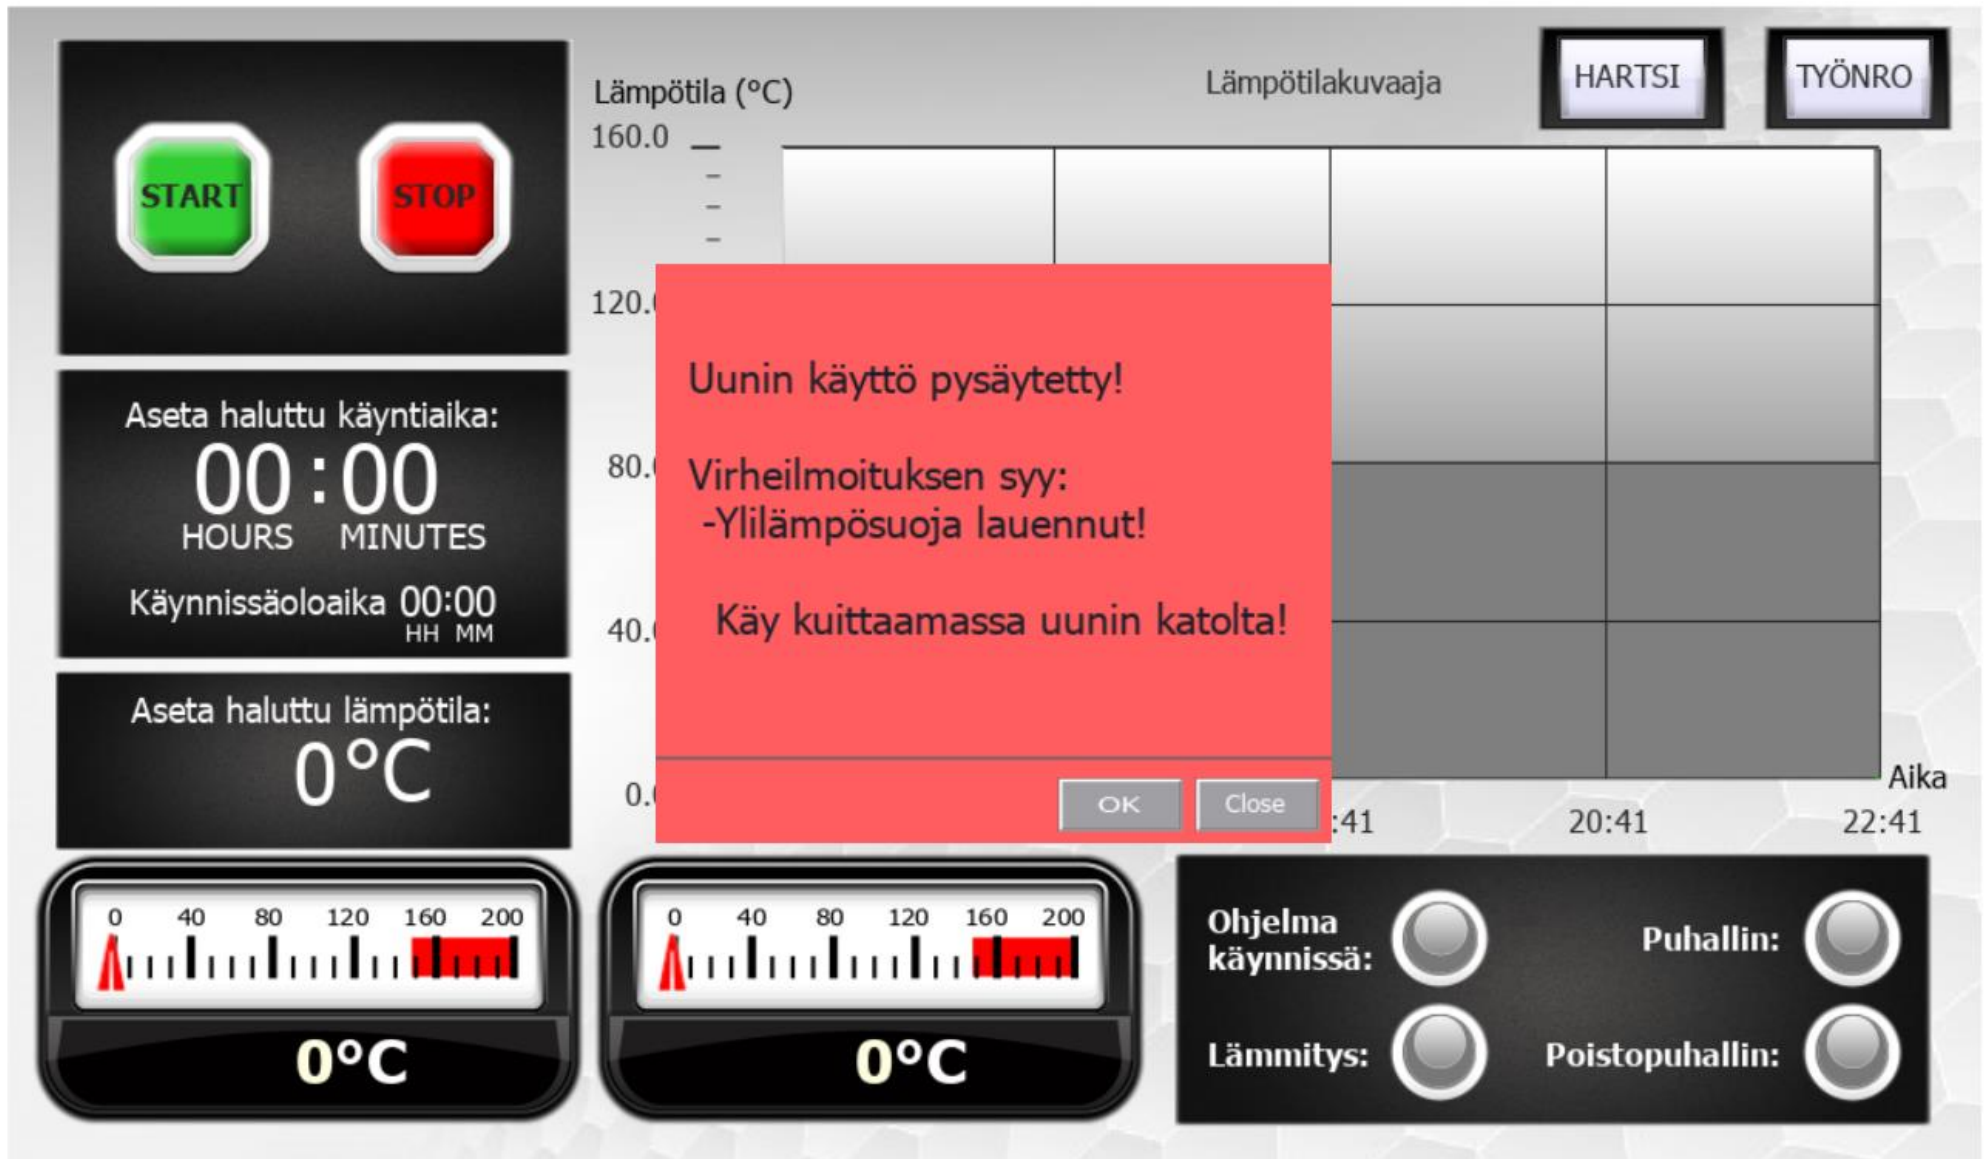 START
STOP
Aseta haluttu käyntiaika:
00:00
HOURS MINUTES
Käynnissäoloaika 00:00
HH MM
Aseta haluttu lämpötila:
0°C
Lämpötila (°C)
Lämpötilakuvaaja
HARTSI
TYÖNRO
160.0
120.
80.
40.
0.
Uunin käyttö pysäytetty!
Virheilmoituksen syy:
-Ylilämpösuoja lauennut!
Käy kuittaamassa uunin katolta!
OK
Close
Aika
:41
20:41
22:41
0 40 80 120 160 200
0°C
0 40 80 120 160 200
0°C
Ohjelma
käynnissä:
Puhallin:
Lämmitys:
Poistopuhallin: